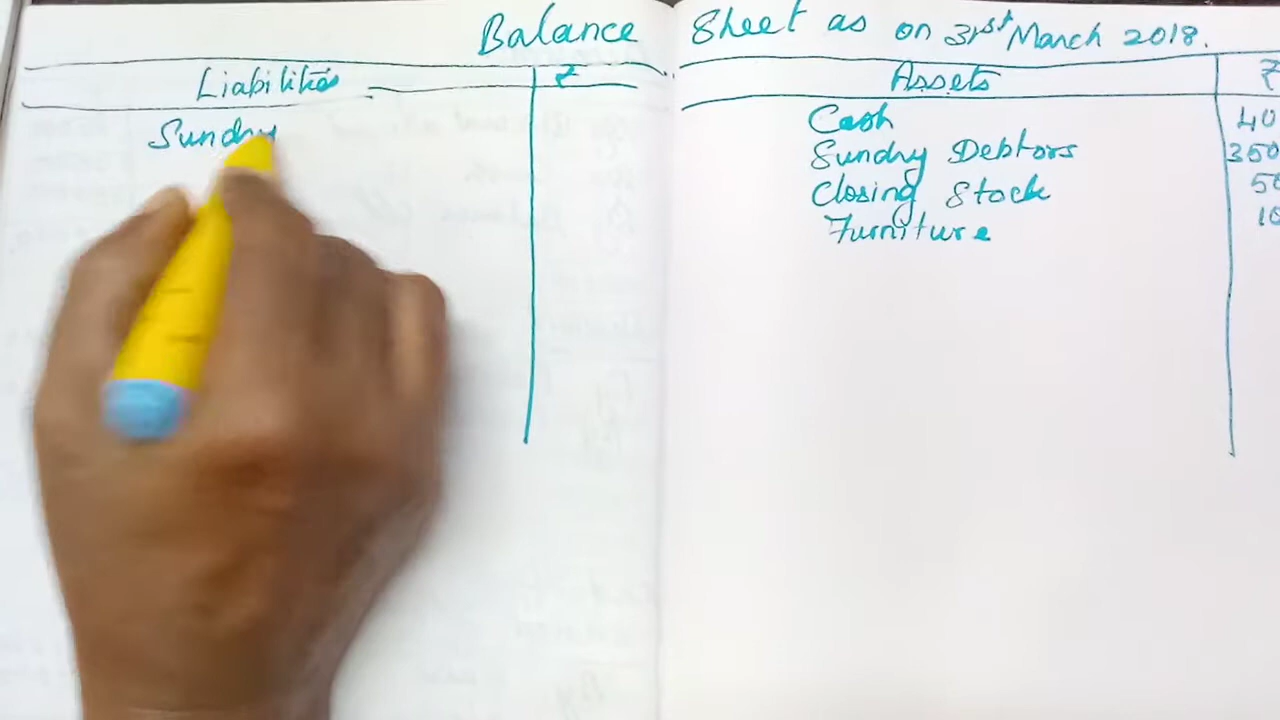 Balance Sheet as on 31st March 2018.
Liabilities ₹ Assets ₹
Sundry Cash 40
Sundry Debtors 350
Closing Stock 50
Furniture 10